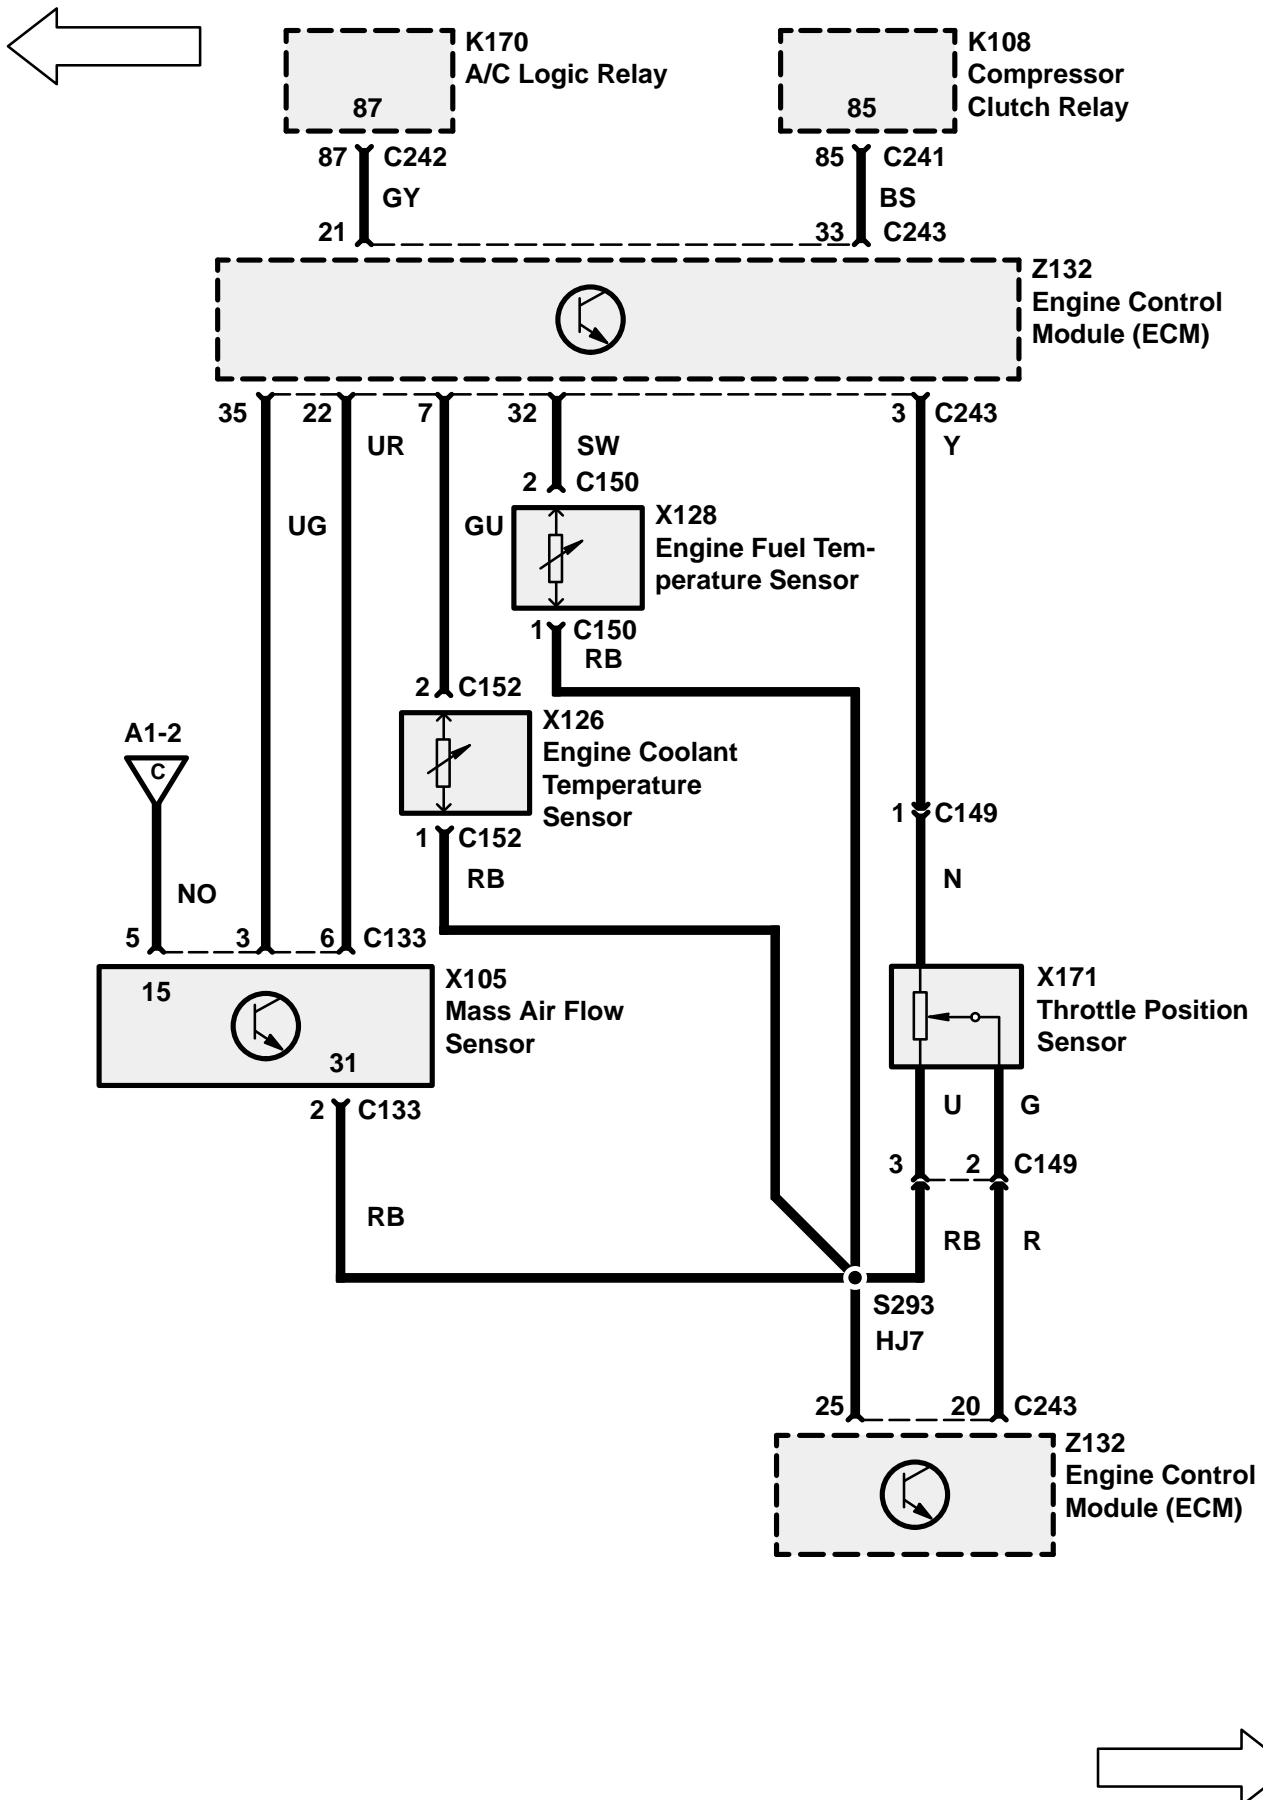 K170
A/C Logic Relay
87
K108
Compressor
Clutch Relay
85
87 C242
85 C241
GY
BS
21
33 C243
Z132
Engine Control
Module (ECM)
35 22 7 32 3 C243
UR SW Y
2 C150
UG GU
X128
Engine Fuel Tem-
perature Sensor
1 C150
RB
2 C152
X126
Engine Coolant
Temperature
Sensor
A1-2
C
1 C149
1 C152
RB
N
NO
5 3 6 C133
15
31
X105
Mass Air Flow
Sensor
X171
Throttle Position
Sensor
2 C133
U G
3 2 C149
RB
RB R
S293
HJ7
25 20 C243
Z132
Engine Control
Module (ECM)